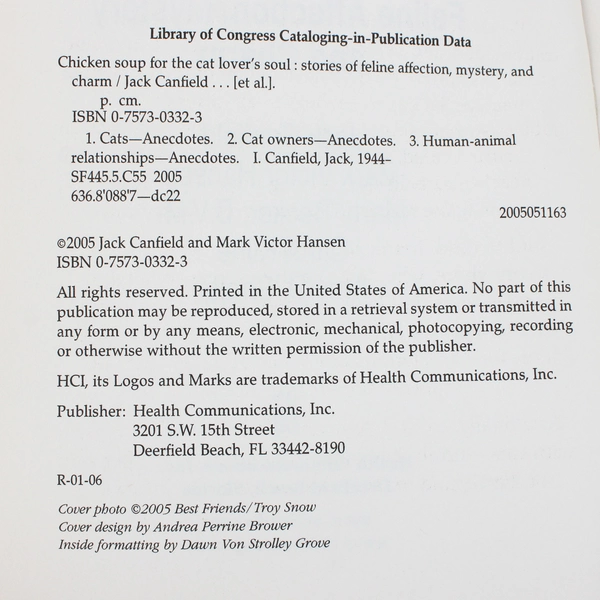 Library of Congress Cataloging-in-Publication Data
Chicken soup for the cat lover's soul : stories of feline affection, mystery, and
charm / Jack Canfield . . . [et al.].
p. cm.
ISBN 0-7573-0332-3
1. Cats—Anecdotes. 2. Cat owners—Anecdotes. 3. Human-animal
relationships—Anecdotes. I. Canfield, Jack, 1944–
SF445.5.C55 2005
636.8'088'7—dc22
2005051163
©2005 Jack Canfield and Mark Victor Hansen
ISBN 0-7573-0332-3
All rights reserved. Printed in the United States of America. No part of this
publication may be reproduced, stored in a retrieval system or transmitted in
any form or by any means, electronic, mechanical, photocopying, recording
or otherwise without the written permission of the publisher.
HCI, its Logos and Marks are trademarks of Health Communications, Inc.
Publisher: Health Communications, Inc.
3201 S.W. 15th Street
Deerfield Beach, FL 33442-8190
R-01-06
Cover photo ©2005 Best Friends/Troy Snow
Cover design by Andrea Perrine Brower
Inside formatting by Dawn Von Strolley Grove